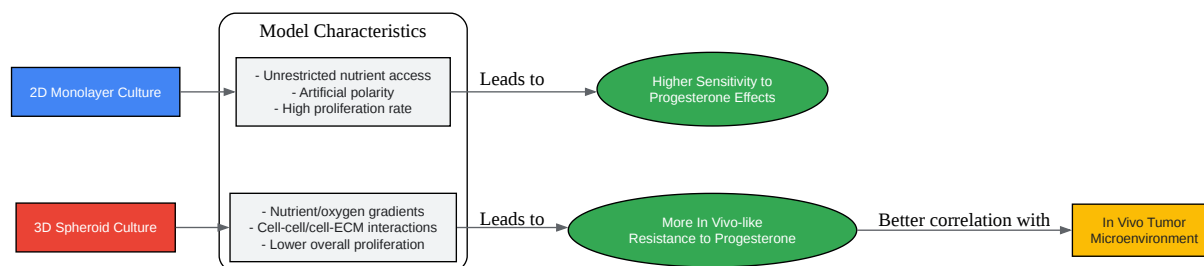 Model Characteristics
2D Monolayer Culture
- Unrestricted nutrient access
- Artificial polarity
- High proliferation rate
Leads to
Higher Sensitivity to
Progesterone Effects
3D Spheroid Culture
- Nutrient/oxygen gradients
- Cell-cell/cell-ECM interactions
- Lower overall proliferation
Leads to
More In Vivo-like
Resistance to Progesterone
Better correlation with
In Vivo Tumor
Microenvironment